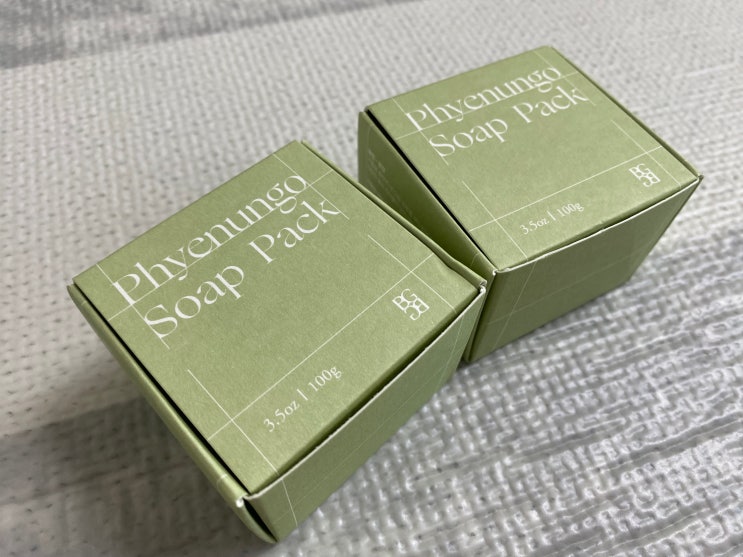 Phyenungo
Soap Pack
3.5oz | 100g
Phyenungo
Soap Pack
3.5oz | 100g